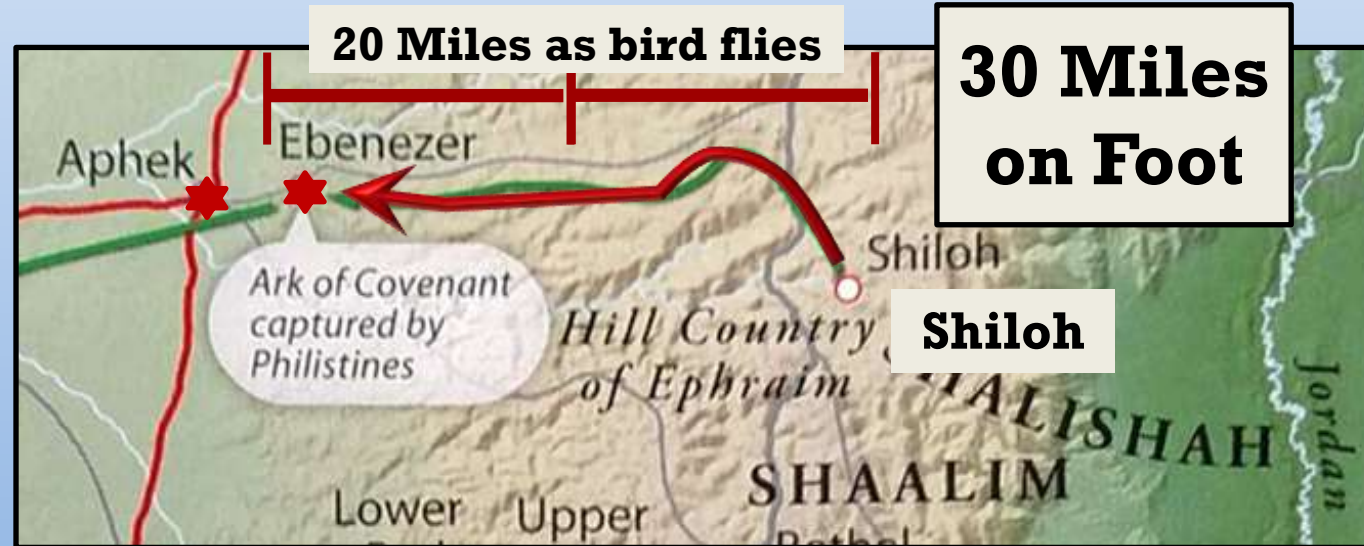 20 Miles as bird flies
30 Miles
on Foot
Aphek
Ebenezer
Shiloh
Ark of Covenant
captured by
Philistines
Shiloh
Hill Country
of Ephraim
SHALISHAH
Jordan
SHAALIM
Lower
Upper
Bethel